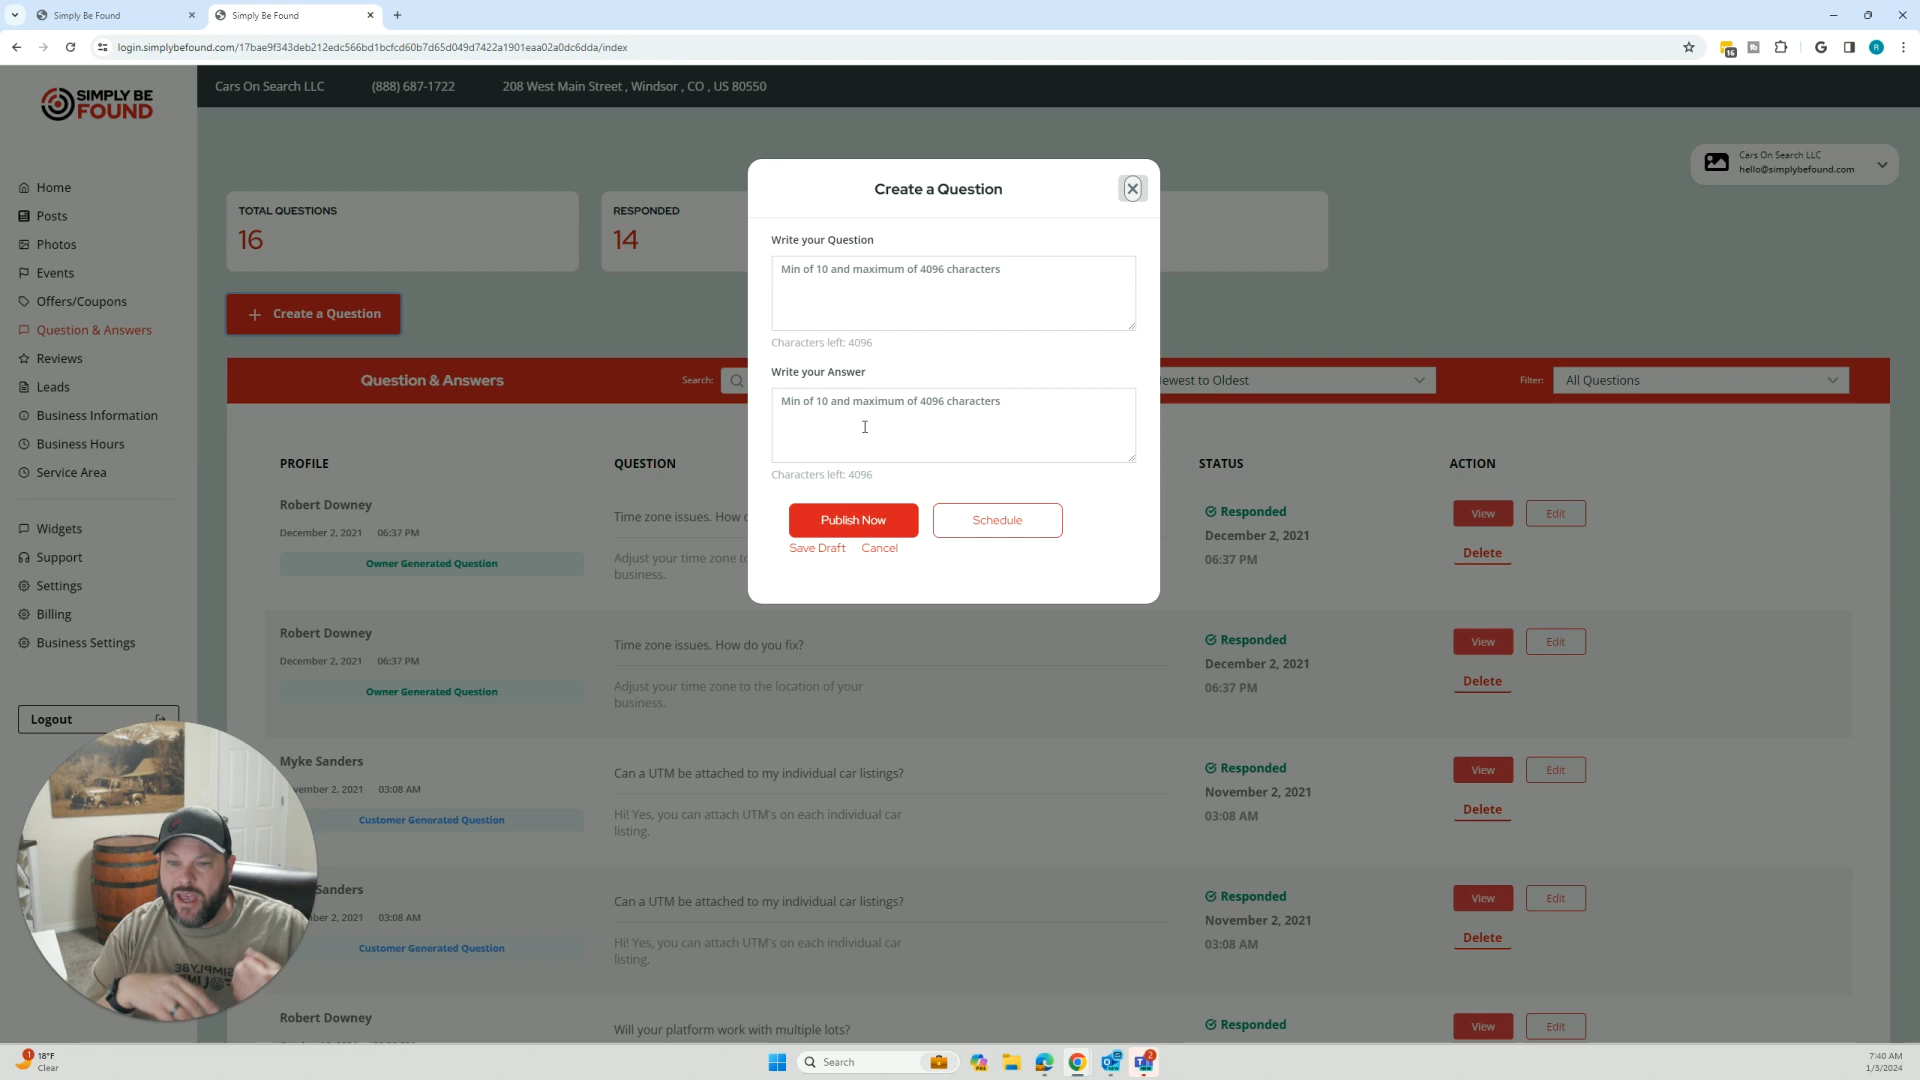 Simply Be Found
Simply Be Found
login.simplybefound.com/17bae9f343deb212edc566bd1bcfcd60b7d65d049d7422a1901eaa02a0dc6dda/index
16
R
SIMPLY BE
FOUND
Cars On Search LLC (888) 687-1722 208 West Main Street , Windsor , CO , US 80550
Cars On Search LLC
hello@simplybefound.com
Home
Posts
Photos
Events
Offers/Coupons
Question & Answers
Reviews
Leads
Business Information
Business Hours
Service Area
Widgets
Support
Settings
Billing
Business Settings
Logout
TOTAL QUESTIONS
16
RESPONDED
14
+ Create a Question
Create a Question
Write your Question
Min of 10 and maximum of 4096 characters
Characters left: 4096
Write your Answer
Min of 10 and maximum of 4096 characters
Characters left: 4096
Publish Now Schedule
Save Draft Cancel
Question & Answers Search: to Oldest Filter: All Questions
PROFILE QUESTION STATUS ACTION
Robert Downey
December 2, 2021 06:37 PM
Owner Generated Question
Time zone issues. How
Adjust your time zone
business.
Responded
December 2, 2021
06:37 PM
View Edit
Delete
Robert Downey
December 2, 2021 06:37 PM
Owner Generated Question
Time zone issues. How do you fix?
Adjust your time zone to the location of your
business.
Responded
December 2, 2021
06:37 PM
View Edit
Delete
Myke Sanders
2, 2021 03:08 AM
Customer Generated Question
Can a UTM be attached to my individual car listings?
Hi! Yes, you can attach UTM's on each individual car
listing.
Responded
November 2, 2021
03:08 AM
View Edit
Delete
Sanders
2, 2021 03:08 AM
Customer Generated Question
Can a UTM be attached to my individual car listings?
Hi! Yes, you can attach UTM's on each individual car
listing.
Responded
November 2, 2021
03:08 AM
View Edit
Delete
Robert Downey
Will your platform work with multiple lots?
Responded
View Edit
SIMPLYBE
1
18°F
Clear
Search
PRE
NEW
2
NEW
7:40 AM
1/3/2024